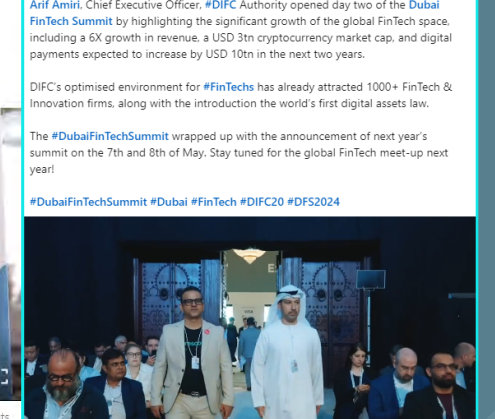 Arif Amiri, Chief Executive Officer, #DIFC Authority opened day two of the Dubai
FinTech Summit by highlighting the significant growth of the global FinTech space,
including a 6X growth in revenue, a USD 3tn cryptocurrency market cap, and digital
payments expected to increase by USD 10tn in the next two years.
DIFC's optimised environment for #FinTechs has already attracted 1000+ FinTech &
Innovation firms, along with the introduction the world's first digital assets law.
The #DubaiFinTechSummit wrapped up with the announcement of next year's
summit on the 7th and 8th of May. Stay tuned for the global FinTech meet-up next
year!
#DubaiFinTechSummit #Dubai #FinTech #DIFC20 #DFS2024